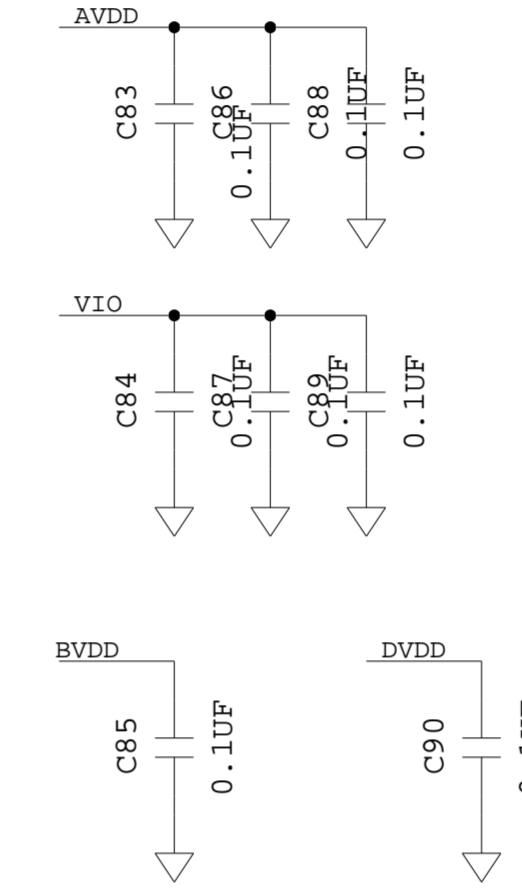 AVDD
C83
0.1UF
C86
0.1UF
C88
0.1UF
VIO
C84
0.1UF
C87
0.1UF
C89
0.1UF
BVDD
C85
0.1UF
DVDD
C90